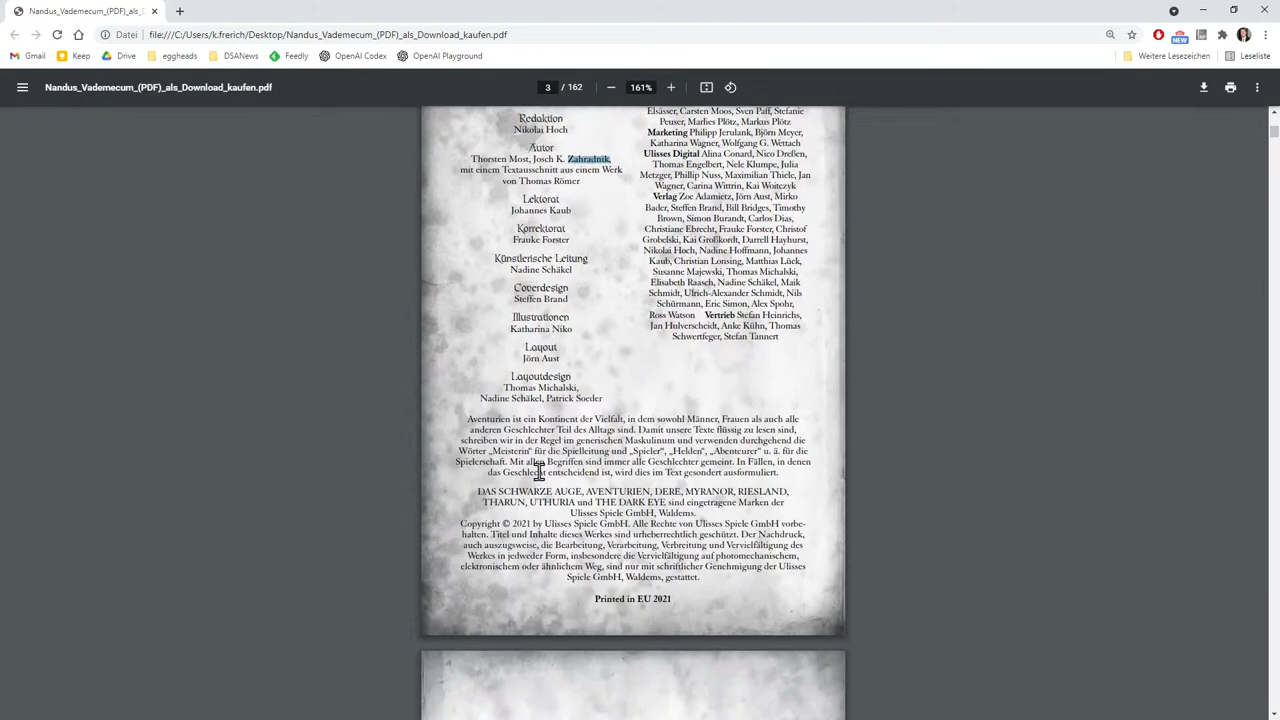 Nandus_Vademecum_(PDF)_als_D
Datei file:///C:/Users/k.frerich/Desktop/Nandus_Vademecum_(PDF)_als_Download_kaufen.pdf
NEW
Gmail Keep Drive eggheads DSANews Feedly OpenAI Codex OpenAI Playground Weitere Lesezeichen Leseliste
Nandus_Vademecum_(PDF)_als_Download_kaufen.pdf 3 / 162 161%
Redaktion
Nikolai Hoch
Autor
Thorsten Most, Josch K. Zahradnik,
mit einem Textausschnitt aus einem Werk
von Thomas Römer
Lektorat
Johannes Kaub
Korrektorat
Frauke Forster
Künstlerische Leitung
Nadine Schäkel
Coverdesign
Steffen Brand
Illustrationen
Katharina Niko
Layout
Jörn Aust
Layoutdesign
Thomas Michalski,
Nadine Schäkel, Patrick Soeder
Elsässer, Carsten Moos, Sven Paff, Stefanie
Peuser, Marlies Plötz, Markus Plötz
Marketing Philipp Jerulank, Björn Meyer,
Katharina Wagner, Wolfgang G. Wettach
Ulisses Digital Alina Conard, Nico Dreßen,
Thomas Engelbert, Nele Klumpe, Julia
Metzger, Phillip Nuss, Maximilian Thiele, Jan
Wagner, Carina Wittrin, Kai Woitczyk
Verlag Zoe Adamietz, Jörn Aust, Mirko
Bader, Steffen Brand, Bill Bridges, Timothy
Brown, Simon Burandt, Carlos Dias,
Christiane Ebrecht, Frauke Forster, Christof
Grobelski, Kai Großkordt, Darrell Hayhurst,
Nikolai Hoch, Nadine Hoffmann, Johannes
Kaub, Christian Lonsing, Matthias Lück,
Susanne Majewski, Thomas Michalski,
Elisabeth Raasch, Nadine Schäkel, Maik
Schmidt, Ulrich-Alexander Schmidt, Nils
Schürmann, Eric Simon, Alex Spohr,
Ross Watson Vertrieb Stefan Heinrichs,
Jan Hulverscheidt, Anke Kühn, Thomas
Schwertfeger, Stefan Tannert
Aventurien ist ein Kontinent der Vielfalt, in dem sowohl Männer, Frauen als auch alle
anderen Geschlechter Teil des Alltags sind. Damit unsere Texte flüssig zu lesen sind,
schreiben wir in der Regel im generischen Maskulinum und verwenden durchgehend die
Wörter „Meisterin“ für die Spielleitung und „Spieler“, „Helden“, „Abenteurer“ u. ä. für die
Spielerschaft. Mit allen Begriffen sind immer alle Geschlechter gemeint. In Fällen, in denen
das Geschlecht entscheidend ist, wird dies im Text gesondert ausformuliert.
DAS SCHWARZE AUGE, AVENTURIEN, DERE, MYRANOR, RIESLAND,
THARUN, UTHURIA und THE DARK EYE sind eingetragene Marken der
Ulisses Spiele GmbH, Waldems.
Copyright © 2021 by Ulisses Spiele GmbH. Alle Rechte von Ulisses Spiele GmbH vorbe-
halten. Titel und Inhalte dieses Werkes sind urheberrechtlich geschützt. Der Nachdruck,
auch auszugsweise, die Bearbeitung, Verarbeitung, Verbreitung und Vervielfältigung des
Werkes in jedweder Form, insbesondere die Vervielfältigung auf photomechanischem,
elektronischem oder ähnlichem Weg, sind nur mit schriftlicher Genehmigung der Ulisses
Spiele GmbH, Waldems, gestattet.
Printed in EU 2021